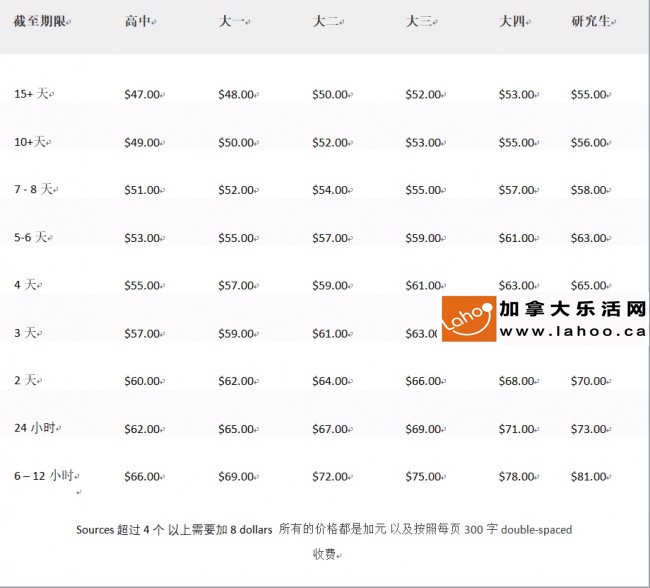 截至期限 高中 大一 大二 大三 大四 研究生
15+ 天 $47.00 $48.00 $50.00 $52.00 $53.00 $55.00
10+天 $49.00 $50.00 $52.00 $53.00 $55.00 $56.00
7 - 8 天 $51.00 $52.00 $54.00 $55.00 $57.00 $58.00
5-6 天 $53.00 $55.00 $57.00 $59.00 $61.00 $63.00
4 天 $55.00 $57.00 $59.00 $61.00 $63.00 $65.00
Lahoo 加拿大乐活网
www.lahoo.ca
3 天 $57.00 $59.00 $61.00 $63.00
2 天 $60.00 $62.00 $64.00 $66.00 $68.00 $70.00
24 小时 $62.00 $65.00 $67.00 $69.00 $71.00 $73.00
6 – 12 小时 $66.00 $69.00 $72.00 $75.00 $78.00 $81.00
Sources 超过 4 个 以上需要加 8 dollars 所有的价格都是加元 以及按照每页 300 字 double-spaced
收费